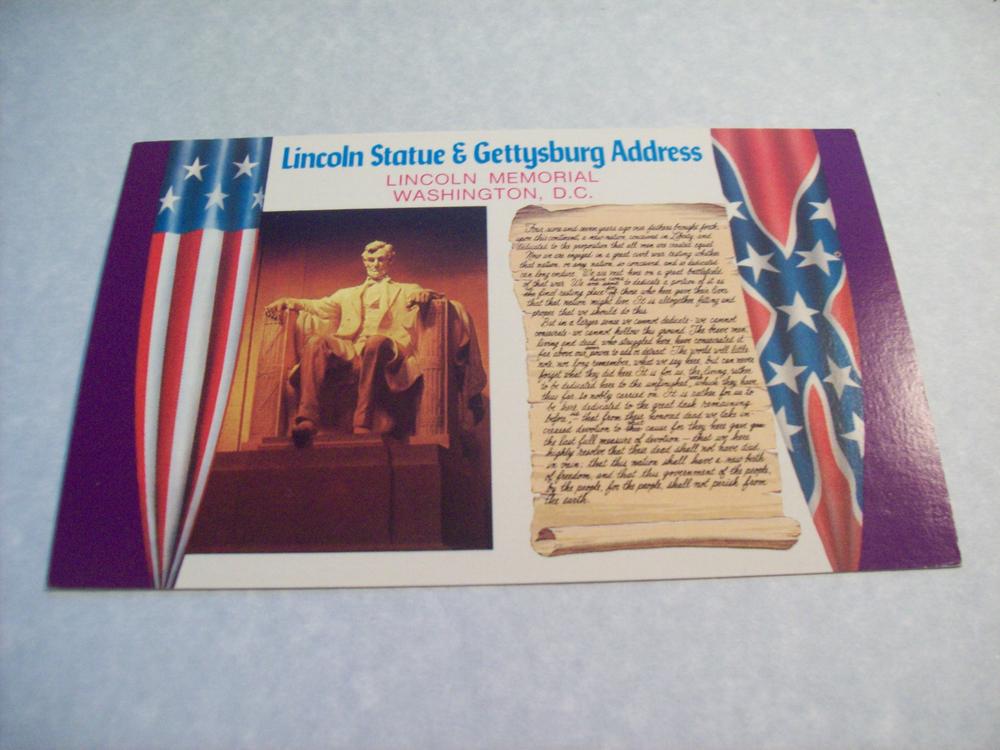 Lincoln Statue & Gettysburg Address
LINCOLN MEMORIAL
WASHINGTON, D.C.
Four score and seven years ago our fathers brought forth,
upon this continent, a new nation, conceived in Liberty, and
dedicated to the proposition that all men are created equal.
Now we are engaged in a great civil war, testing whether
that nation, or any nation, so conceived, and so dedicated,
can long endure. We are met here on a great battlefield
of that war. We have come to dedicate a portion of it as
the final resting place for those who here gave their lives
that that nation might live. It is altogether fitting and
proper that we should do this.
But in a larger sense we cannot dedicate - we cannot
consecrate - we cannot hallow this ground. The brave men,
living and dead, who struggled here, have consecrated it
far above our power to add or detract. The world will little
note, nor long remember, what we say here, but can never
forget what they did here. It is for us, the living, rather
to be dedicated here to the unfinished, which they have,
thus far, so nobly carried on. It is rather for us to
be here dedicated to the great task remaining
before us that from these honored dead we take in-
creased devotion to that cause for they here gave gave
the last full measure of devotion - that we here
highly resolve that these dead shall not have died
in vain; that this nation shall have a new birth
of freedom; and that this government of the people,
by the people, for the people, shall not perish from
the earth.